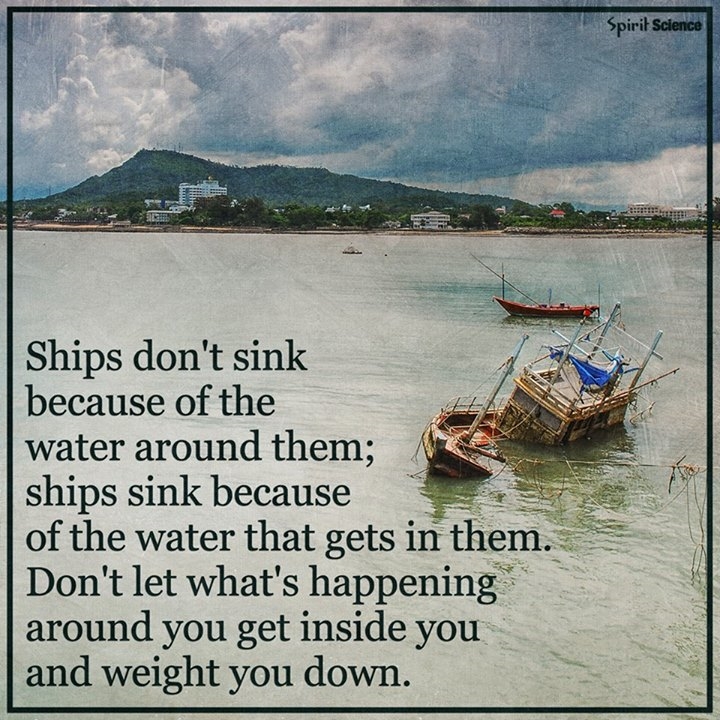 Spirit Science
Ships don't sink
because of the
water around them;
ships sink because
of the water that gets in them.
Don't let what's happening
around you get inside you
and weight you down.